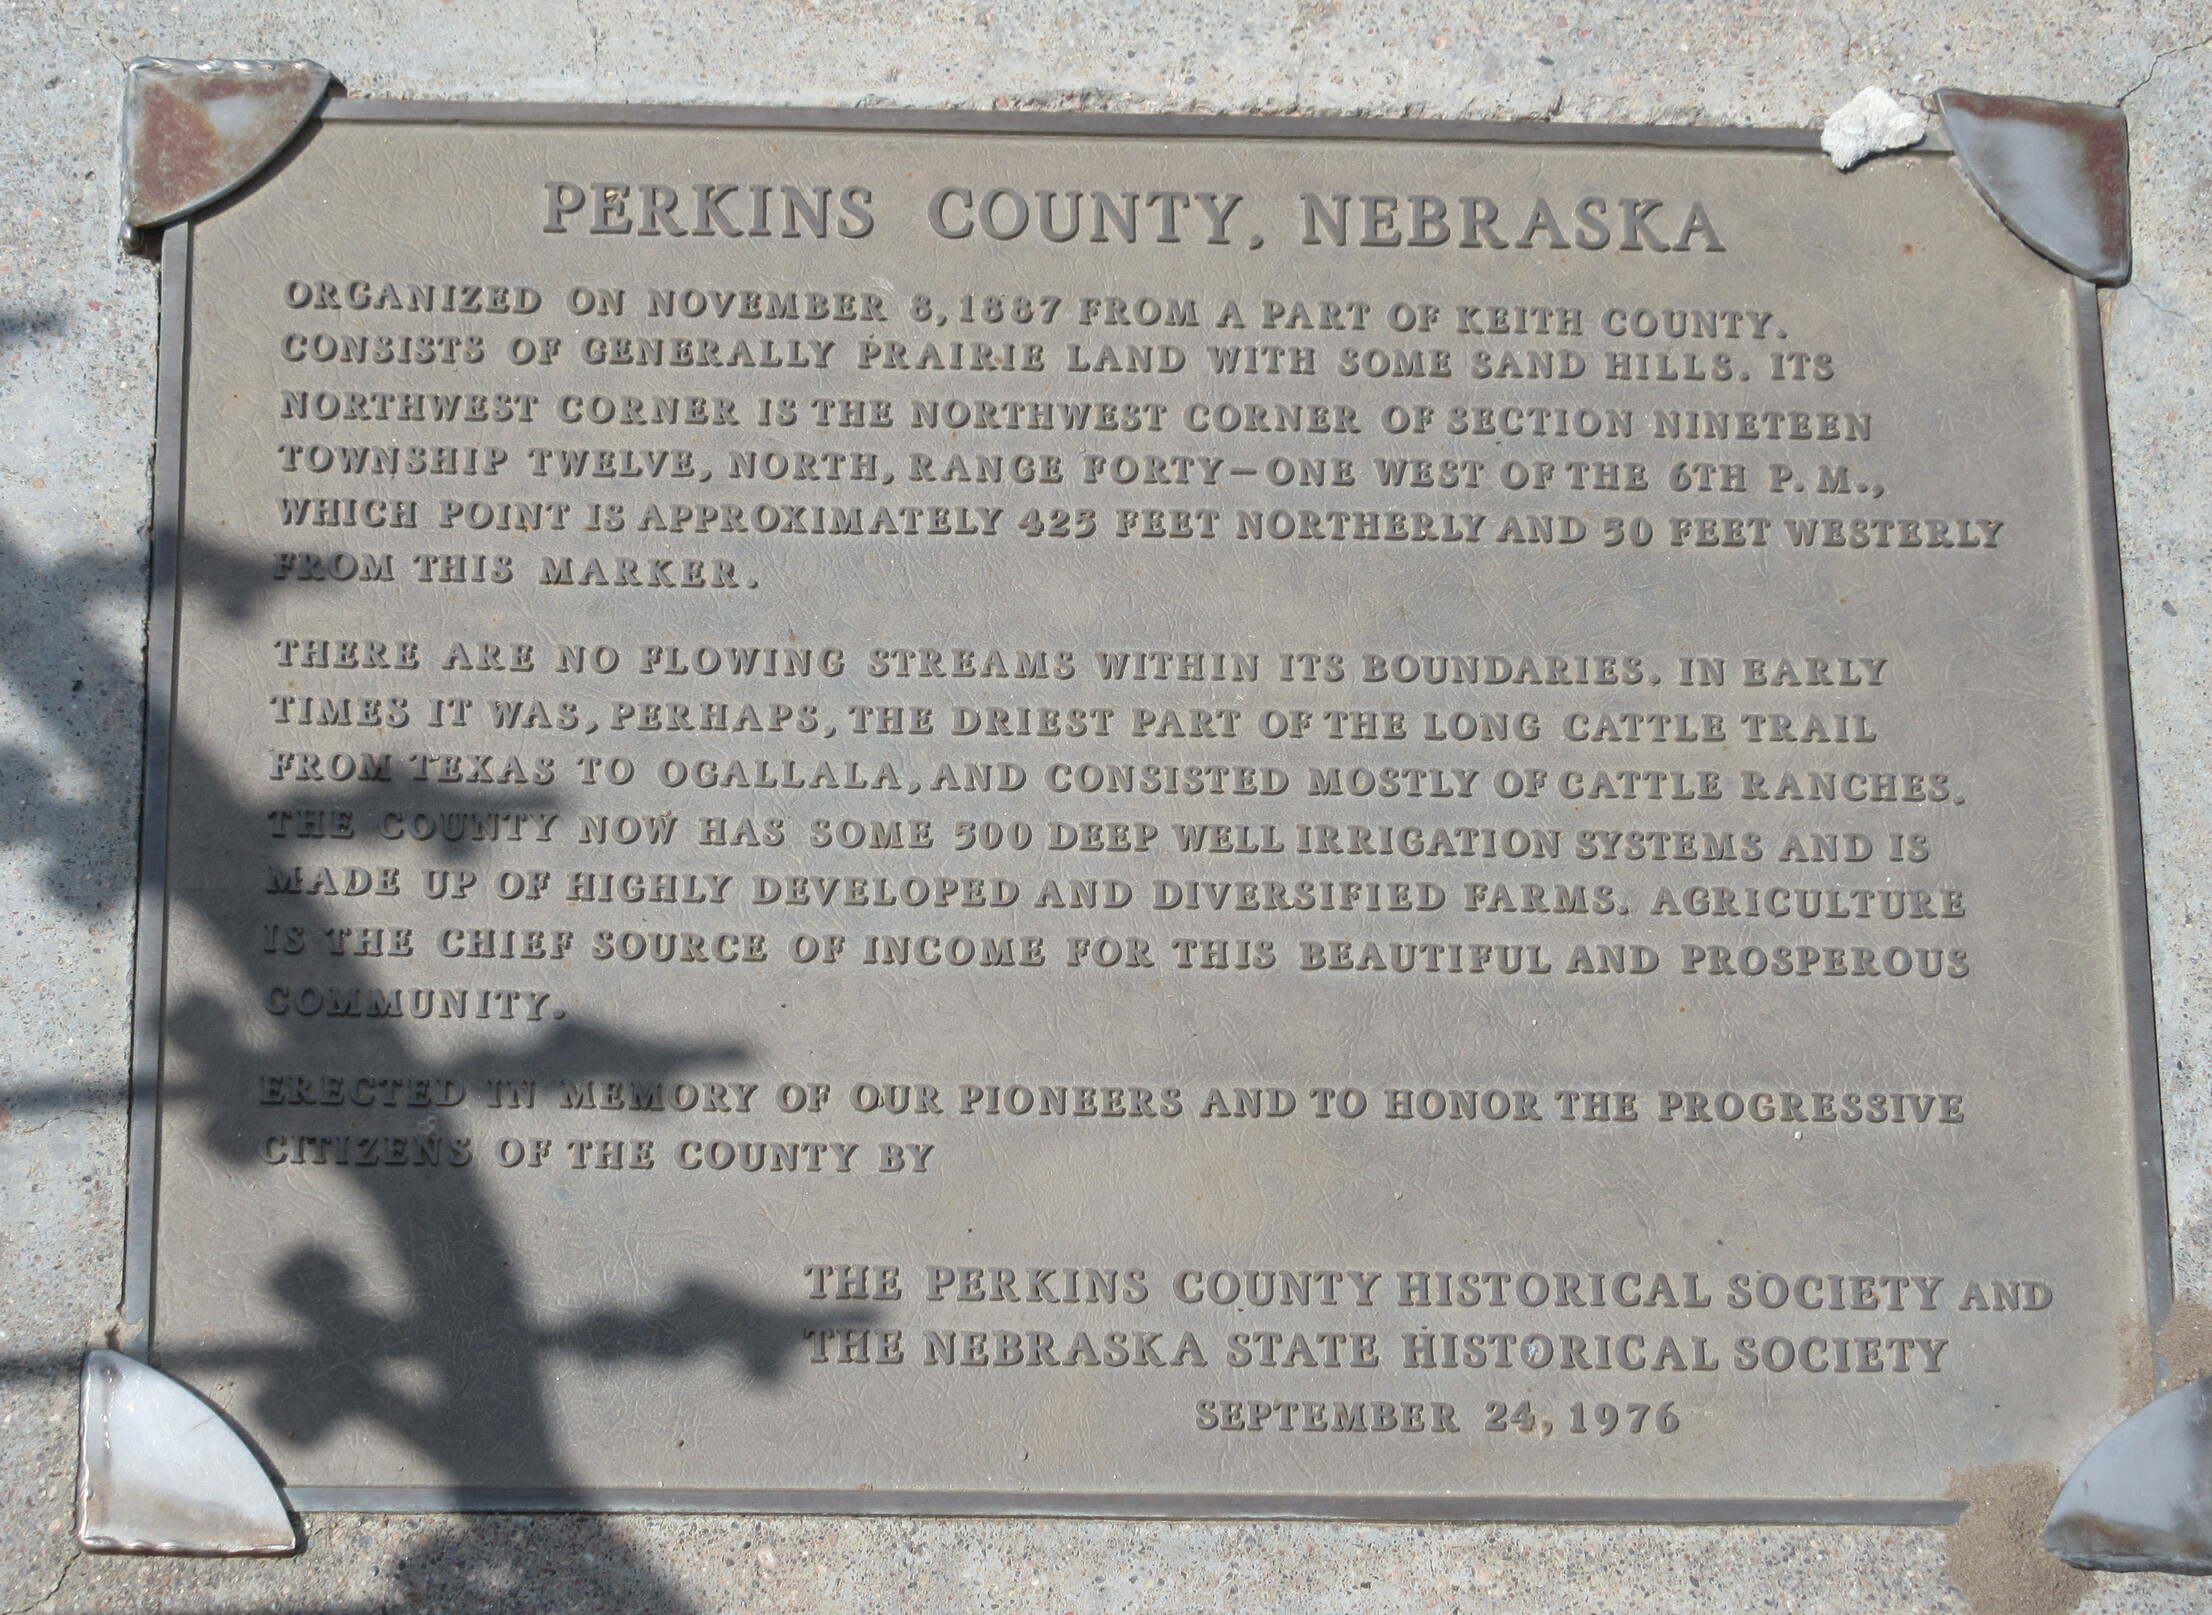 PERKINS COUNTY, NEBRASKA
ORGANIZED ON NOVEMBER 8, 1887 FROM A PART OF KEITH COUNTY.
CONSISTS OF GENERALLY PRAIRIE LAND WITH SOME SAND HILLS. ITS
NORTHWEST CORNER IS THE NORTHWEST CORNER OF SECTION NINETEEN
TOWNSHIP TWELVE, NORTH, RANGE FORTY-ONE WEST OF THE 6TH P. M.,
WHICH POINT IS APPROXIMATELY 425 FEET NORTHERLY AND 50 FEET WESTERLY
FROM THIS MARKER.
THERE ARE NO FLOWING STREAMS WITHIN ITS BOUNDARIES. IN EARLY
TIMES IT WAS, PERHAPS, THE DRIEST PART OF THE LONG CATTLE TRAIL
FROM TEXAS TO OGALLALA, AND CONSISTED MOSTLY OF CATTLE RANCHES.
THE COUNTY NOW HAS SOME 500 DEEP WELL IRRIGATION SYSTEMS AND IS
MADE UP OF HIGHLY DEVELOPED AND DIVERSIFIED FARMS. AGRICULTURE
IS THE CHIEF SOURCE OF INCOME FOR THIS BEAUTIFUL AND PROSPEROUS
COMMUNITY.
ERECTED IN MEMORY OF OUR PIONEERS AND TO HONOR THE PROGRESSIVE
CITIZENS OF THE COUNTY BY
THE PERKINS COUNTY HISTORICAL SOCIETY AND
THE NEBRASKA STATE HISTORICAL SOCIETY
SEPTEMBER 24, 1976